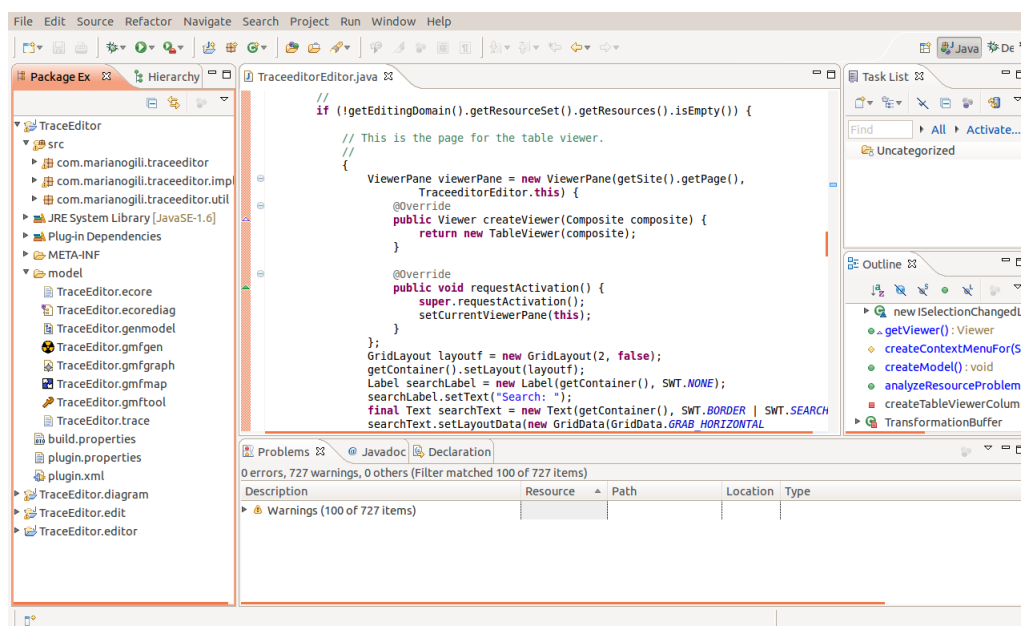 File Edit Source Refactor Navigate Search Project Run Window Help
Java De
Package Ex Hierarchy
TraceEditor
src
com.marianogili.traceeditor
com.marianogili.traceeditor.impl
com.marianogili.traceeditor.util
JRE System Library [JavaSE-1.6]
Plug-in Dependencies
META-INF
model
TraceEditor.ecore
TraceEditor.ecorediag
TraceEditor.genmodel
TraceEditor.gmfgen
TraceEditor.gmfgraph
TraceEditor.gmfmap
TraceEditor.gmftool
TraceEditor.trace
build.properties
plugin.properties
plugin.xml
TraceEditor.diagram
TraceEditor.edit
TraceEditor.editor
TraceeditorEditor.java
//
if (!getEditingDomain().getResourceSet().getResources().isEmpty()) {
// This is the page for the table viewer.
//
{
ViewerPane viewerPane = new ViewerPane(getSite().getPage(),
TraceeditorEditor.this) {
@Override
public Viewer createViewer(Composite composite) {
return new TableViewer(composite);
}
@Override
public void requestActivation() {
super.requestActivation();
setCurrentViewerPane(this);
}
};
GridLayout layoutf = new GridLayout(2, false);
getContainer().setLayout(layoutf);
Label searchLabel = new Label(getContainer(), SWT.NONE);
searchLabel.setText("Search: ");
final Text searchText = new Text(getContainer(), SWT.BORDER | SWT.SEARCH
searchText.setLayoutData(new GridData(GridData.GRAB_HORIZONTAL
Task List
Find All Activate...
Uncategorized
Outline
new ISelectionChangedL
getViewer() : Viewer
createContextMenuFor(S
createModel() : void
analyzeResourceProblem
createTableViewerColum
TransformationBuffer
Problems @ Javadoc Declaration
0 errors, 727 warnings, 0 others (Filter matched 100 of 727 items)
Description Resource Path Location Type
Warnings (100 of 727 items)